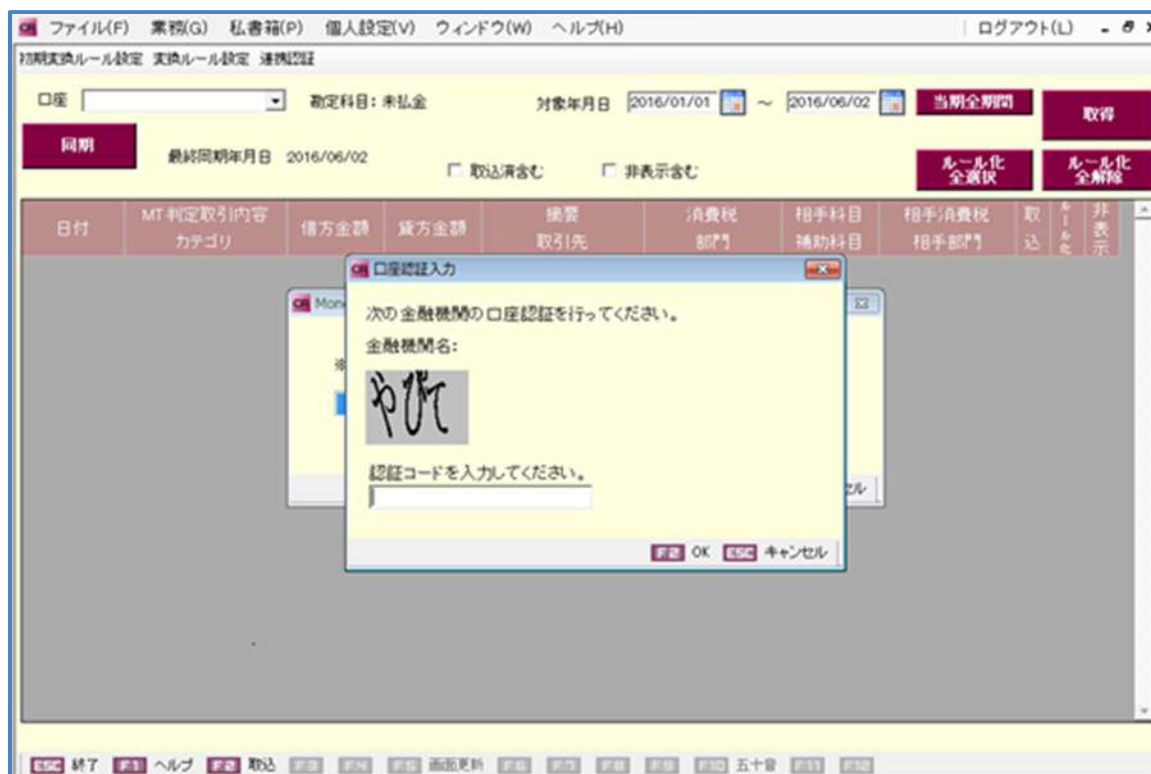 ファイル(F) 業務(G) 私書箱(P) 個人設定(V) ウィンドウ(W) ヘルプ(H) ログアウト(L)
初期変換ルール設定 変換ルール設定 連携認証
口座 勘定科目: 未払金 対象年月日 2016/01/01 ～ 2016/06/02 当期全期間 取得
同期 最終同期年月日 2016/06/02 取込済含む 非表示含む ルール化全選択 ルール化全解除
日付 MT判定取引内容 借方金額 貸方金額 摘要 消費税 相手科目 相手消費税 取込 ルール化 非表示
カテゴリ 取引先 部門 補助科目 相手部門
口座認証入力
Mon
次の金融機関の口座認証を行ってください。
金融機関名:
※
やびて
認証コードを入力してください。
セル
F2 OK ESC キャンセル
ESC 終了 F1 ヘルプ F2 取込 F3 F4 F5 画面更新 F6 F7 F8 F9 F10 五十音 F11 F12